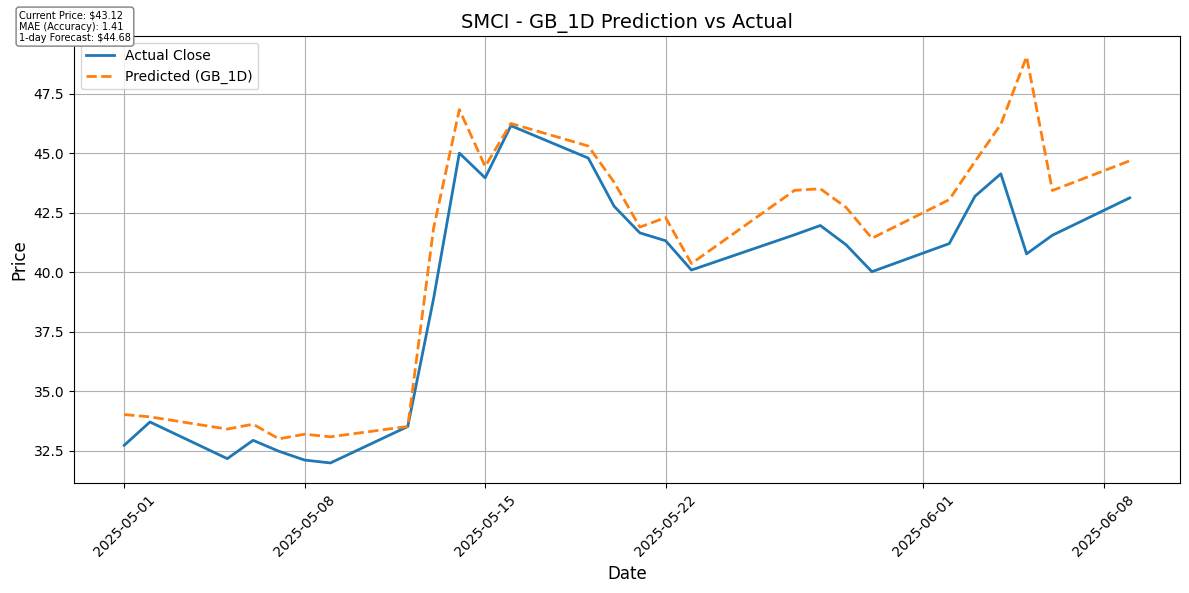 SMCI - GB_1D Prediction vs Actual
Current Price: $43.12
MAE (Accuracy): 1.41
1-day Forecast: $44.68
Actual Close
Predicted (GB_1D)
Price
47.5
45.0
42.5
40.0
37.5
35.0
32.5
2025-05-01
2025-05-08
2025-05-15
2025-05-22
2025-06-01
2025-06-08
Date